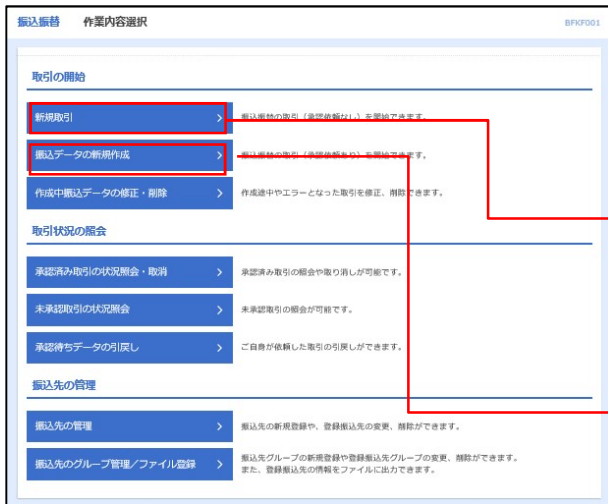 振込振替 作業内容選択 BFKF001
取引の開始
新規取引 振込振替の取引（承認依頼なし）を開始できます。
振込データの新規作成 振込振替の取引（承認依頼あり）を開始できます。
作成中振込データの修正・削除 作成途中やエラーとなった取引を修正、削除できます。
取引状況の照会
承認済み取引の状況照会・取消 承認済み取引の照会や取り消しが可能です。
未承認取引の状況照会 未承認取引の照会が可能です。
承認待ちデータの引戻し ご自身が依頼した取引の引戻しができます。
振込先の管理
振込先の管理 振込先の新規登録や、登録振込先の変更、削除ができます。
振込先のグループ管理／ファイル登録 振込先グループの新規登録や登録振込先グループの変更、削除ができます。
また、登録振込先の情報をファイルに出力できます。